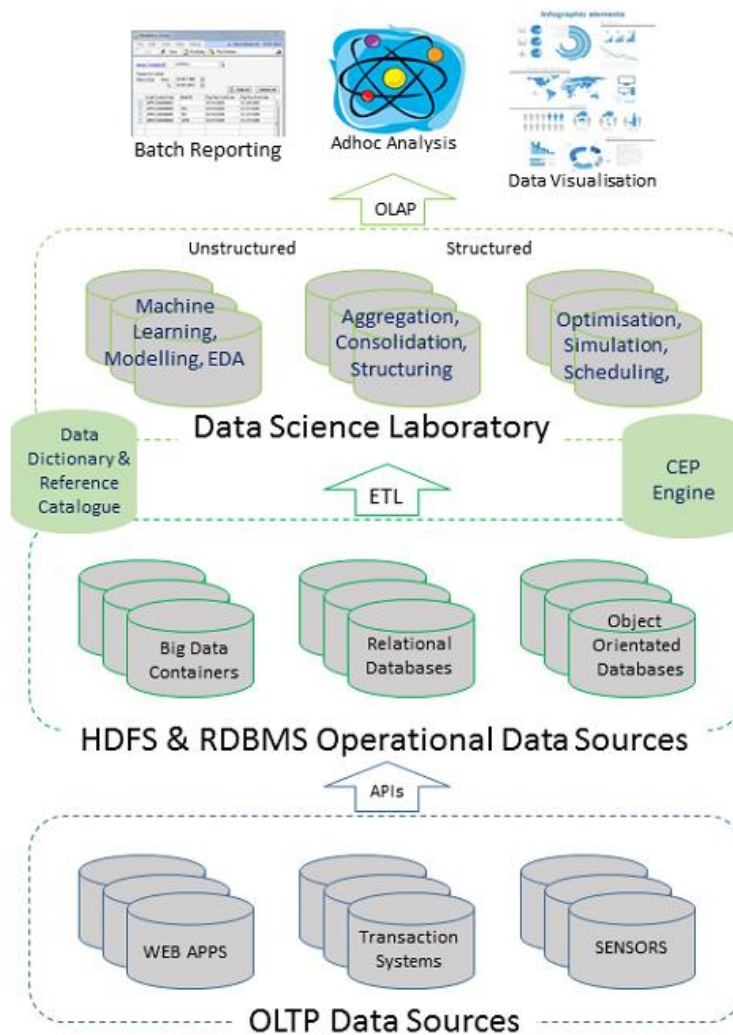 Infographic elements
Batch Reporting
Adhoc Analysis
Data Visualisation
OLAP
Unstructured
Structured
Machine
Learning,
Modelling, EDA
Aggregation,
Consolidation,
Structuring
Optimisation,
Simulation,
Scheduling,
Data Science Laboratory
Data
Dictionary &
Reference
Catalogue
CEP
Engine
ETL
Big Data
Containers
Relational
Databases
Object
Orientated
Databases
HDFS & RDBMS Operational Data Sources
APIs
WEB APPS
Transaction
Systems
SENSORS
OLTP Data Sources